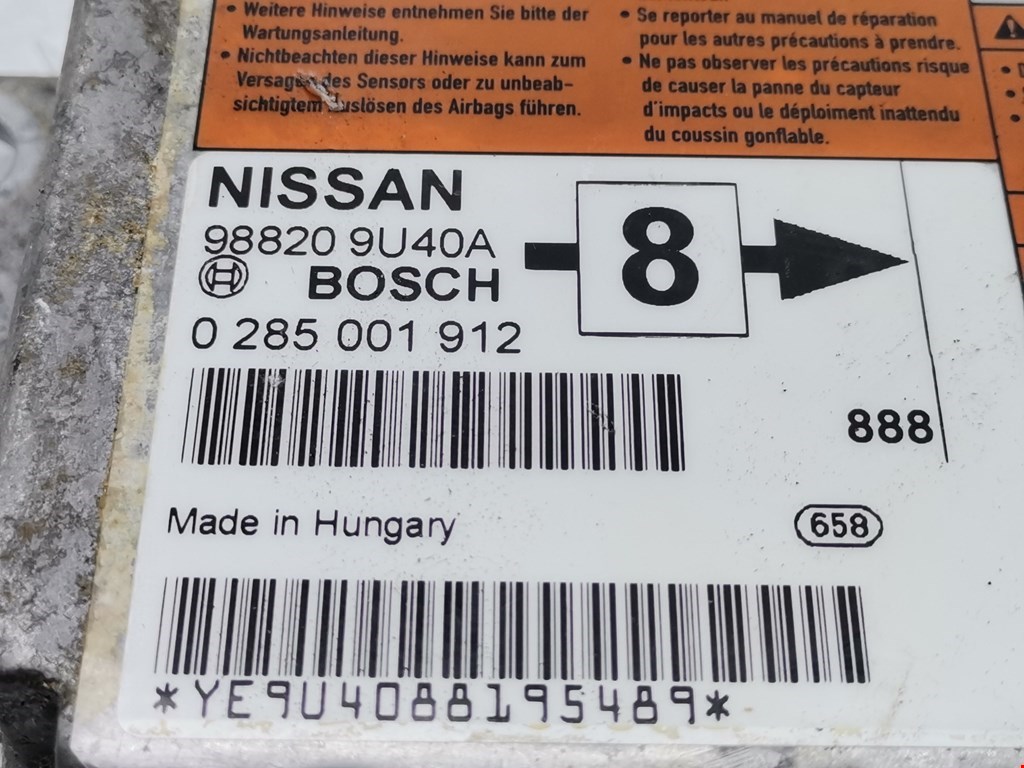 • Weitere Hinweise entnehmen Sie bitte der
Wartungsanleitung.
• Nichtbeachten dieser Hinweise kann zum
Versagen des Sensors oder zu unbeab-
sichtigtem Auslösen des Airbags führen.
• Se reporter au manuel de réparation
pour les autres précautions à prendre.
• Ne pas observer les précautions risque
de causer la panne du capteur
d'impacts ou le déploiement inattendu
du coussin gonflable.
NISSAN
98820 9U40A
BOSCH
0 285 001 912
8
888
Made in Hungary
658
*YE9U4088195489*